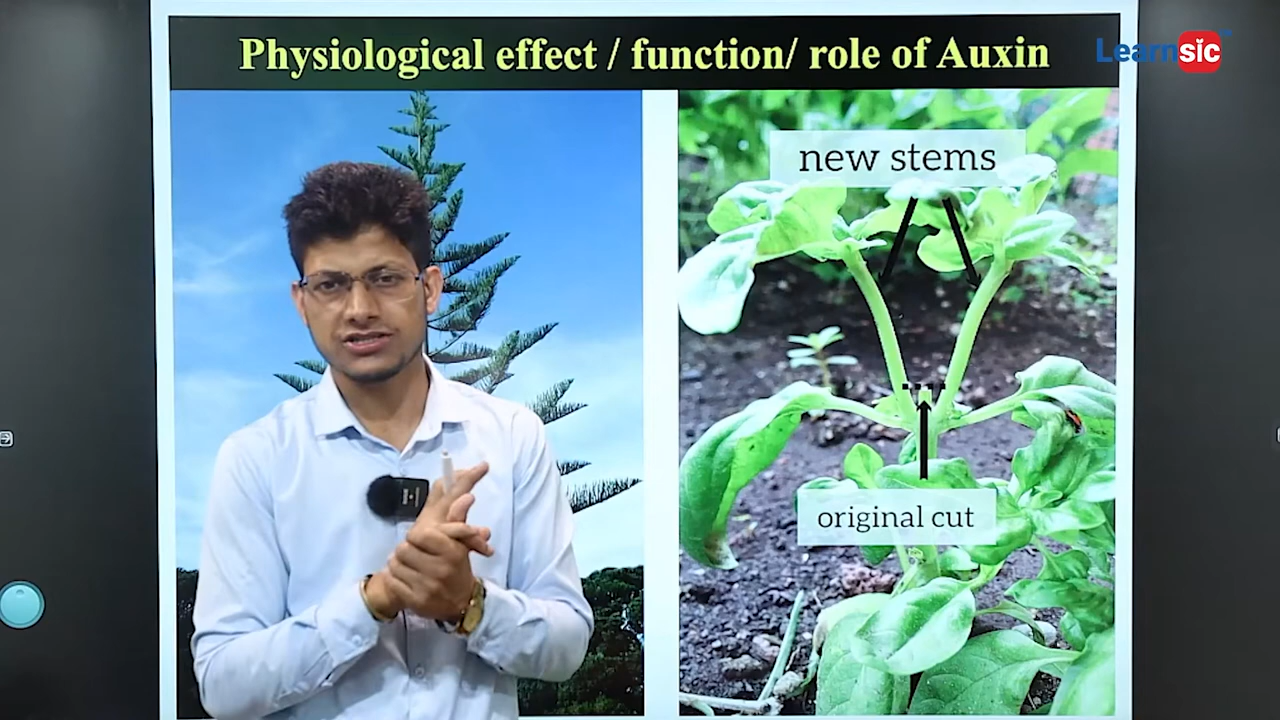 Physiological effect / function/ role of Auxin
Learnsic
new stems
original cut